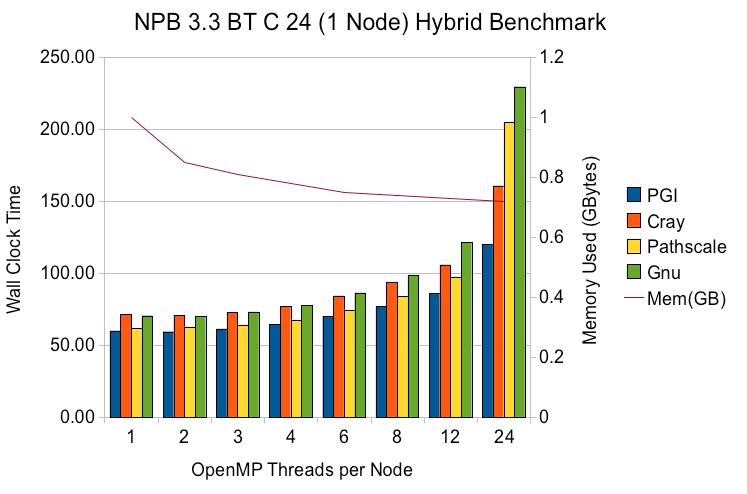 NPB 3.3 BT C 24 (1 Node) Hybrid Benchmark
250.00
200.00
150.00
100.00
50.00
0.00
Wall Clock Time
1.2
1
0.8
0.6
0.4
0.2
0
Memory Used (GBytes)
PGI
Cray
Pathscale
Gnu
Mem(GB)
1 2 3 4 6 8 12 24
OpenMP Threads per Node